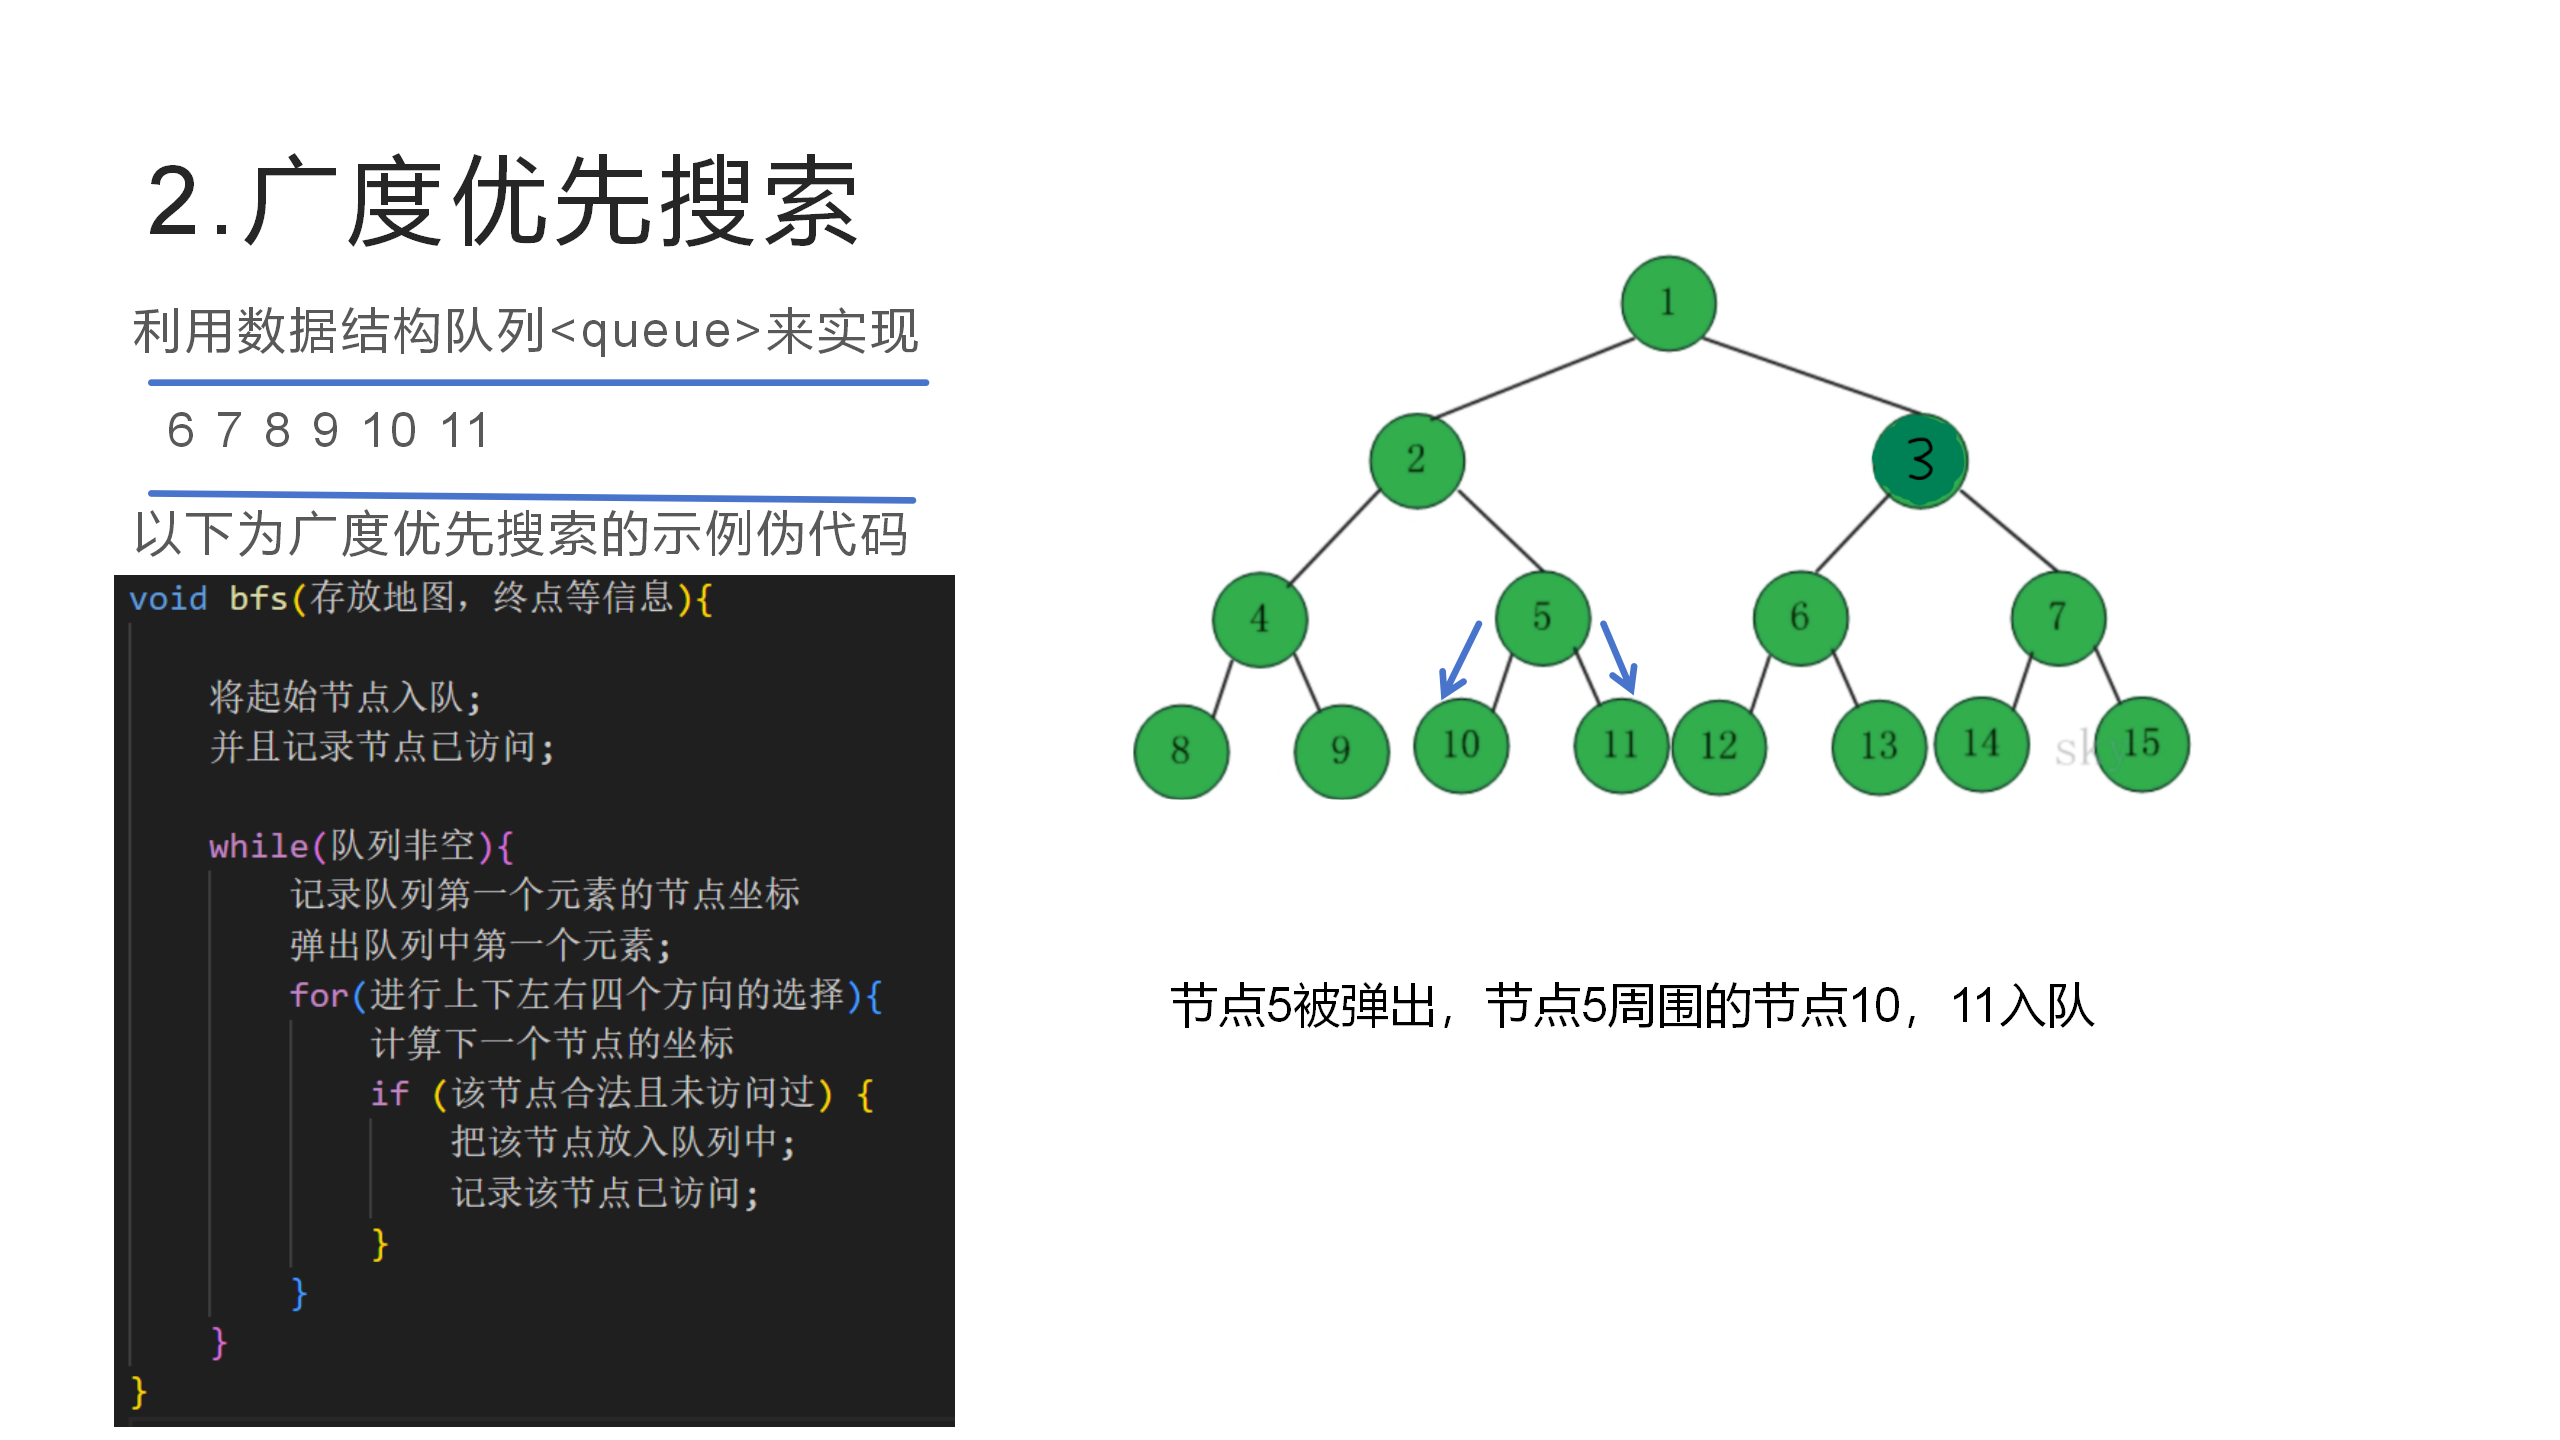 2.广度优先搜索
利用数据结构队列<queue>来实现
6 7 8 9 10 11
以下为广度优先搜索的示例伪代码
void bfs(存放地图，终点等信息){
将起始节点入队;
并且记录节点已访问;
while(队列非空){
记录队列第一个元素的节点坐标
弹出队列中第一个元素;
for(进行上下左右四个方向的选择){
计算下一个节点的坐标
if (该节点合法且未访问过) {
把该节点放入队列中;
记录该节点已访问;
}
}
}
}
1
2 3
4 5 6 7
8 9 10 11 12 13 14 sky 15
节点5被弹出，节点5周围的节点10，11入队